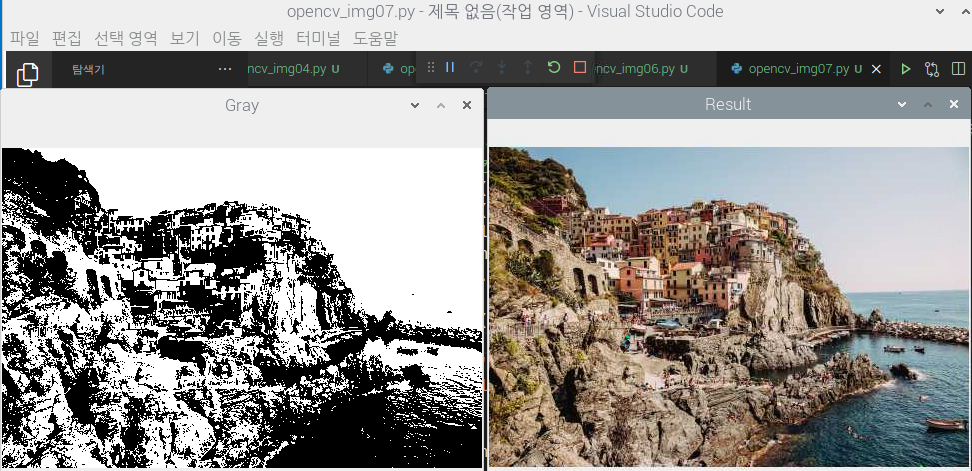 opencv_img07.py - 제목 없음(작업 영역) - Visual Studio Code
파일 편집 선택 영역 보기 이동 실행 터미널 도움말
탐색기 ··· ncv_img04.py U op ncv_img06.py U opencv_img07.py U
Gray Result